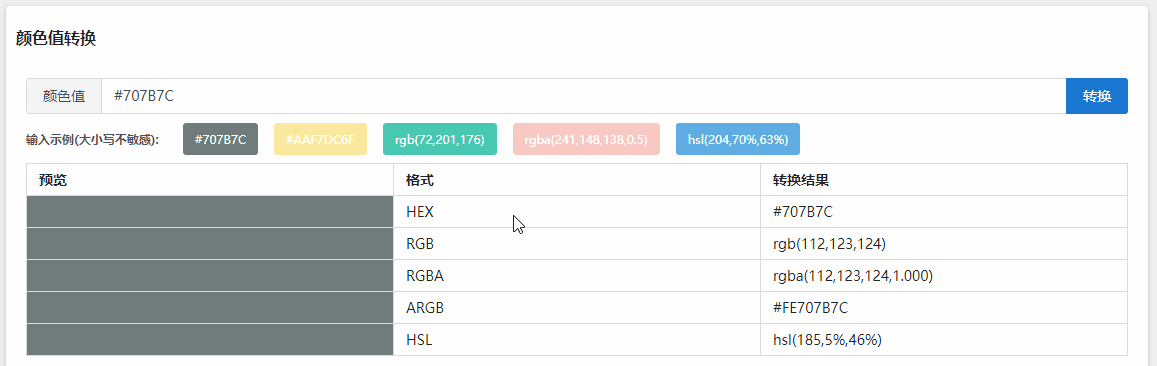 颜色值转换
颜色值 #707B7C 转换
输入示例(大小写不敏感): #707B7C #AAF7DC6F rgb(72,201,176) rgba(241,148,138,0.5) hsl(204,70%,63%)
预览 格式 转换结果
HEX #707B7C
RGB rgb(112,123,124)
RGBA rgba(112,123,124,1.000)
ARGB #FE707B7C
HSL hsl(185,5%,46%)